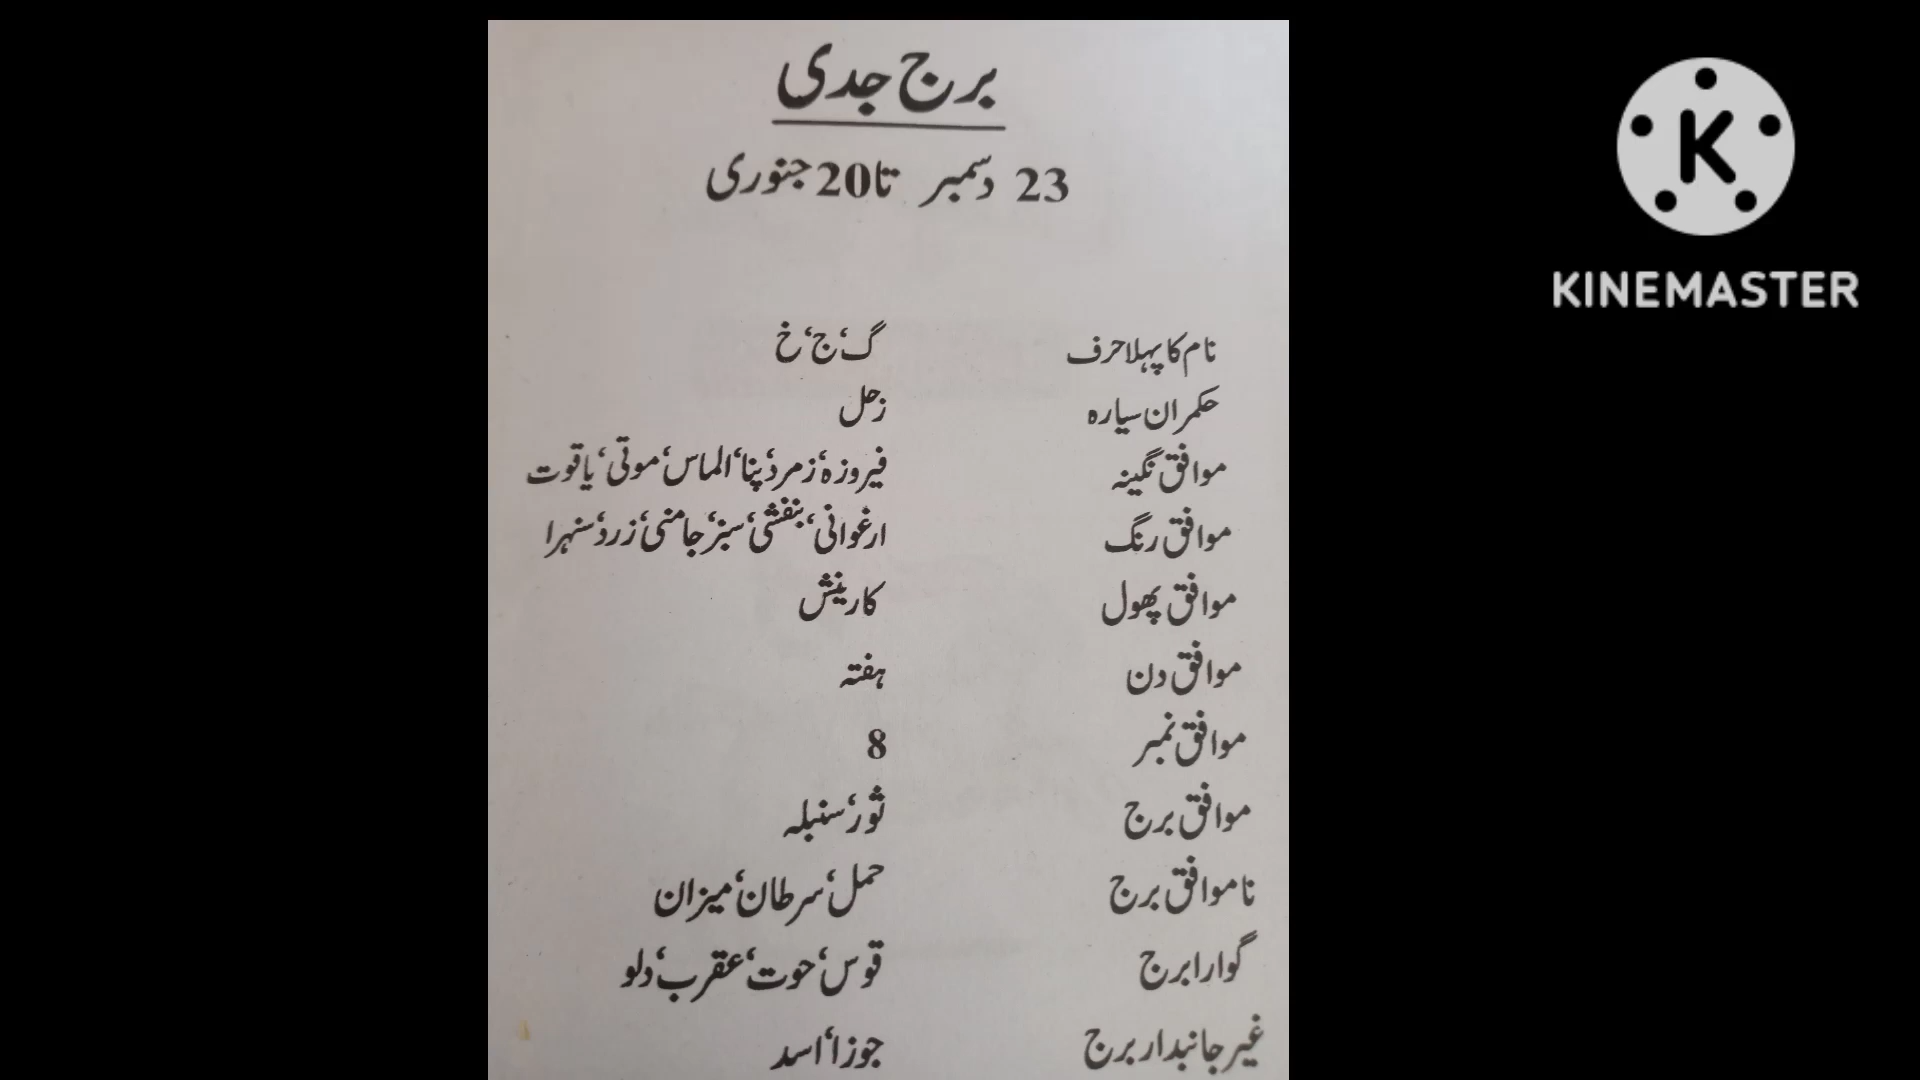 برج جدی
23 دسمبر تا 20 جنوری
نام کا پہلا حرف گ، ج، خ
حکمران سیارہ زحل
موافق نگینہ فیروزہ، زمرد، پنا، الماس، موتی، یاقوت
موافق رنگ ارغوانی، بنفشی، سبز، جامنی، زرد، سنہرا
موافق پھول کارنیشن
موافق دن ہفتہ
موافق نمبر 8
موافق برج ثور، سنبلہ
ناموافق برج حمل، سرطان، میزان
گوارا برج قوس، حوت، عقرب، دلو
غیر جانبدار برج جوزا، اسد
K
KINEMASTER